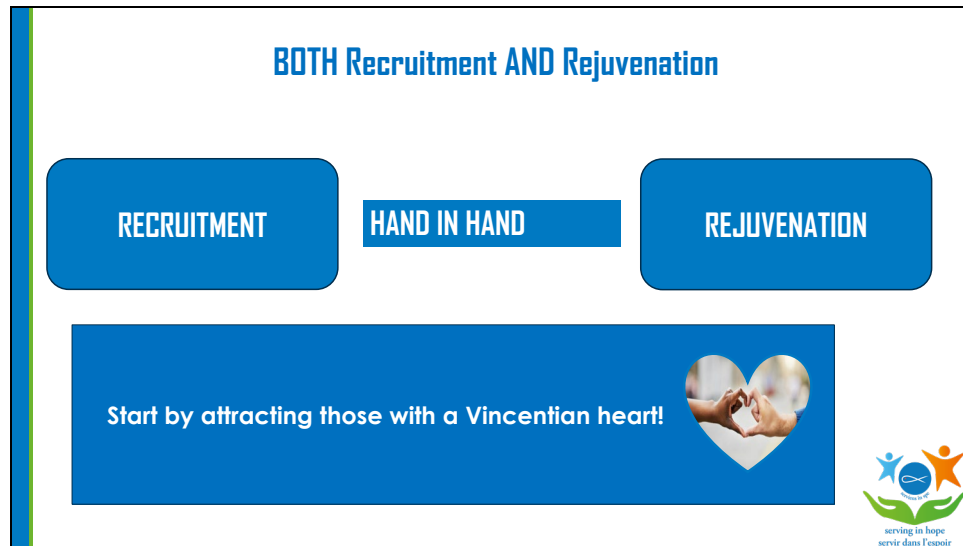 BOTH Recruitment AND Rejuvenation
RECRUITMENT
HAND IN HAND
REJUVENATION
Start by attracting those with a Vincentian heart!
serving in hope
servir dans l'espoir